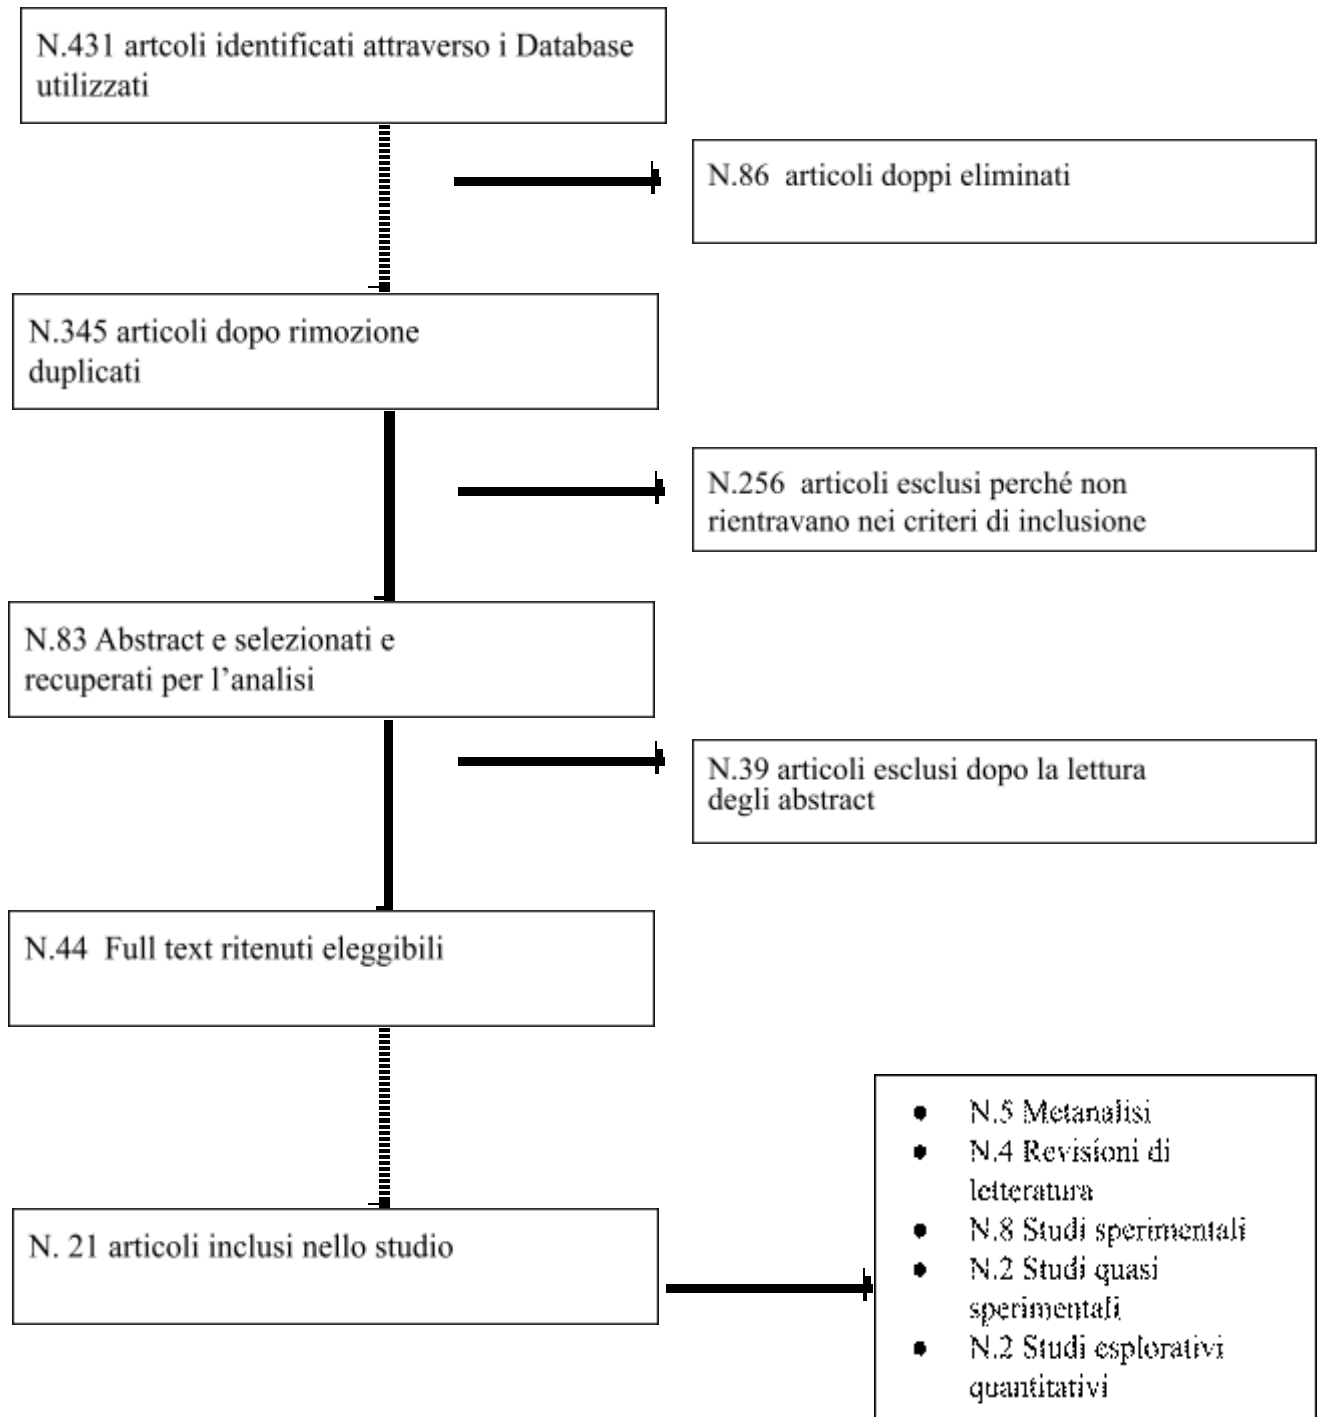 N.431 artcoli identificati attraverso i Database
utilizzati
N.86 articoli doppi eliminati
N.345 articoli dopo rimozione
duplicati
N.256 articoli esclusi perché non
rientravano nei criteri di inclusione
N.83 Abstract e selezionati e
recuperati per l’analisi
N.39 articoli esclusi dopo la lettura
degli abstract
N.44 Full text ritenuti eleggibili
N. 21 articoli inclusi nello studio
• N.5 Metanalisi
• N.4 Revisioni di
letteratura
• N.8 Studi sperimentali
• N.2 Studi quasi
sperimentali
• N.2 Studi esplorativi
quantitativi